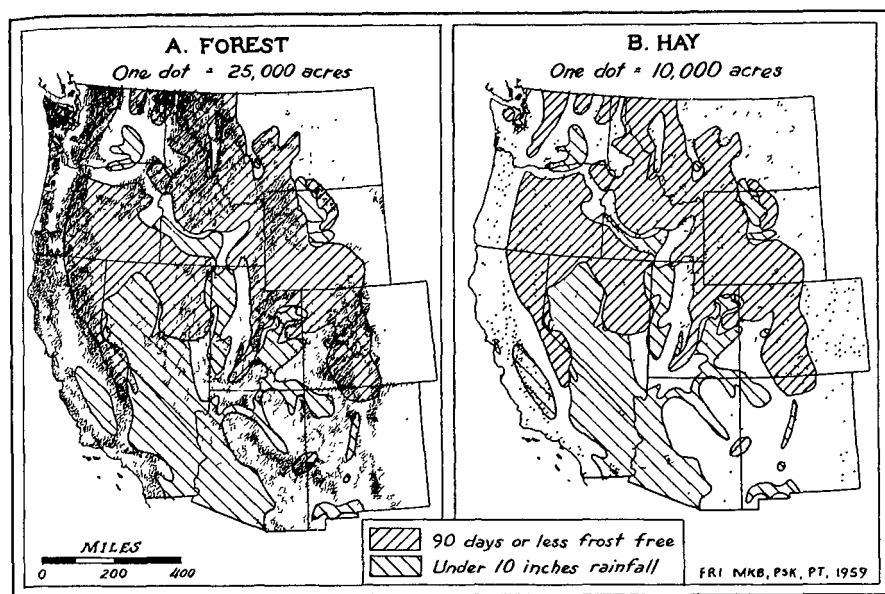 A. FOREST
One dot = 25,000 acres
B. HAY
One dot = 10,000 acres
MILES
0 200 400
90 days or less frost free
Under 10 inches rainfall
FRI MKB, PSK, PT, 1959